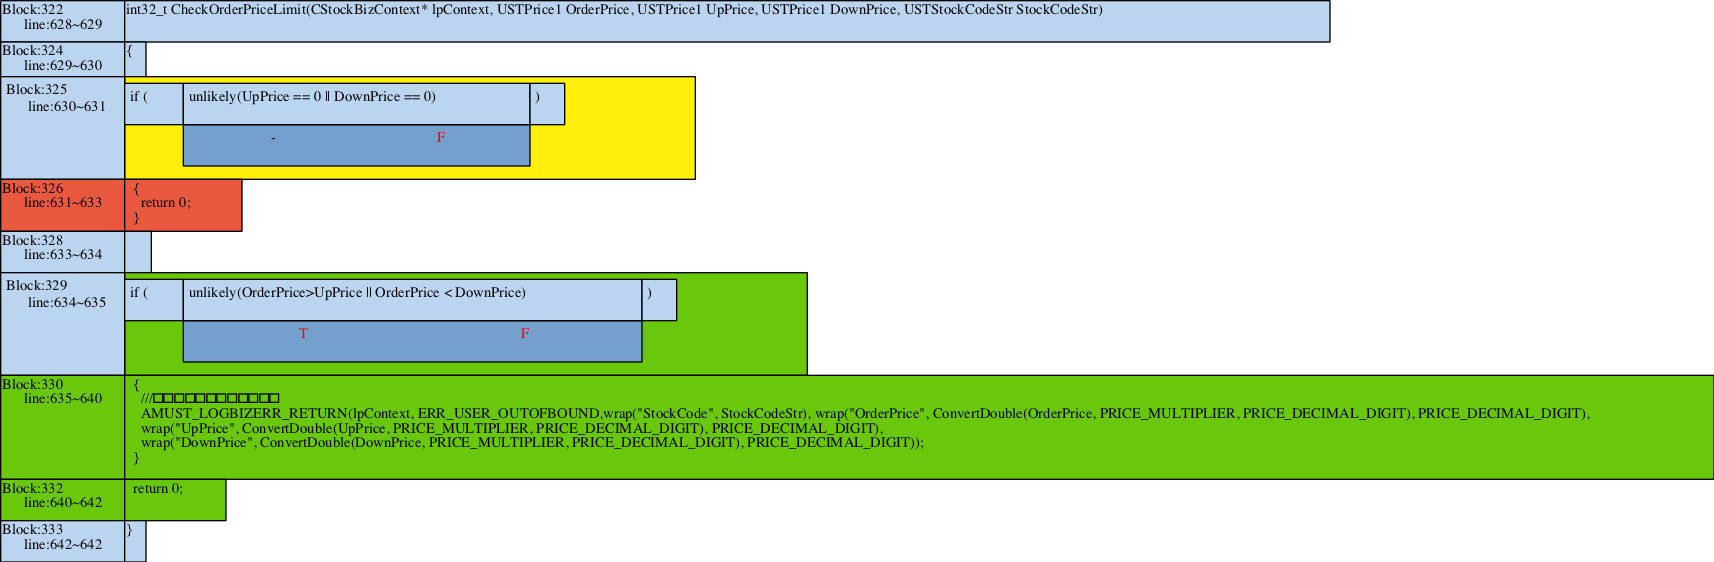 Block:322
line:628~629
int32_t CheckOrderPriceLimit(CStockBizContext* lpContext, USTPrice1 OrderPrice, USTPrice1 UpPrice, USTPrice1 DownPrice, USTStockCodeStr StockCodeStr)
Block:324
line:629~630
{
Block:325
line:630~631
if ( unlikely(UpPrice == 0 || DownPrice == 0) )
- F
Block:326
line:631~633
{
return 0;
}
Block:328
line:633~634
Block:329
line:634~635
if ( unlikely(OrderPrice>UpPrice || OrderPrice < DownPrice) )
T F
Block:330
line:635~640
{
///□□□□□□□□□□□□
AMUST_LOGBIZERR_RETURN(lpContext, ERR_USER_OUTOFBOUND,wrap("StockCode", StockCodeStr), wrap("OrderPrice", ConvertDouble(OrderPrice, PRICE_MULTIPLIER, PRICE_DECIMAL_DIGIT), PRICE_DECIMAL_DIGIT),
wrap("UpPrice", ConvertDouble(UpPrice, PRICE_MULTIPLIER, PRICE_DECIMAL_DIGIT), PRICE_DECIMAL_DIGIT),
wrap("DownPrice", ConvertDouble(DownPrice, PRICE_MULTIPLIER, PRICE_DECIMAL_DIGIT), PRICE_DECIMAL_DIGIT));
}
Block:332
line:640~642
return 0;
Block:333
line:642~642
}